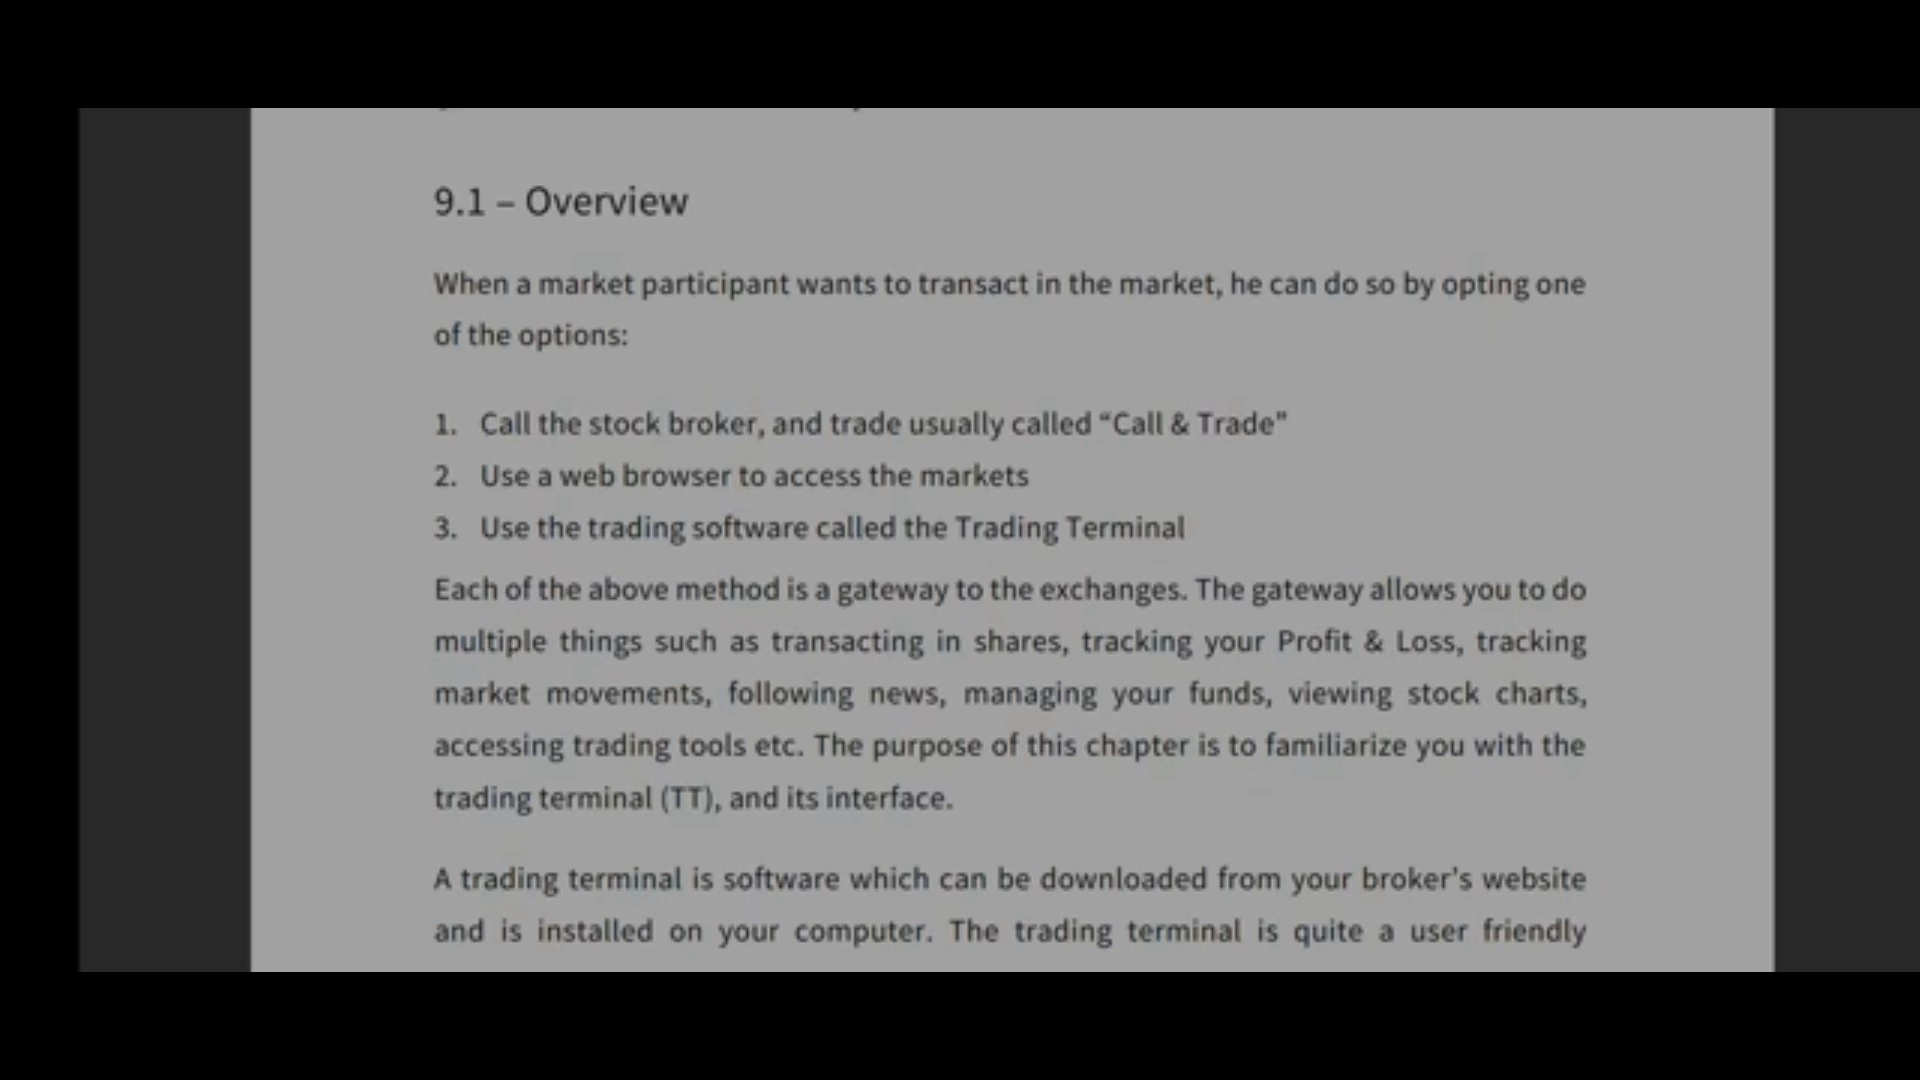 9.1 – Overview
When a market participant wants to transact in the market, he can do so by opting one
of the options:
1. Call the stock broker, and trade usually called “Call & Trade”
2. Use a web browser to access the markets
3. Use the trading software called the Trading Terminal
Each of the above method is a gateway to the exchanges. The gateway allows you to do
multiple things such as transacting in shares, tracking your Profit & Loss, tracking
market movements, following news, managing your funds, viewing stock charts,
accessing trading tools etc. The purpose of this chapter is to familiarize you with the
trading terminal (TT), and its interface.
A trading terminal is software which can be downloaded from your broker's website
and is installed on your computer. The trading terminal is quite a user friendly